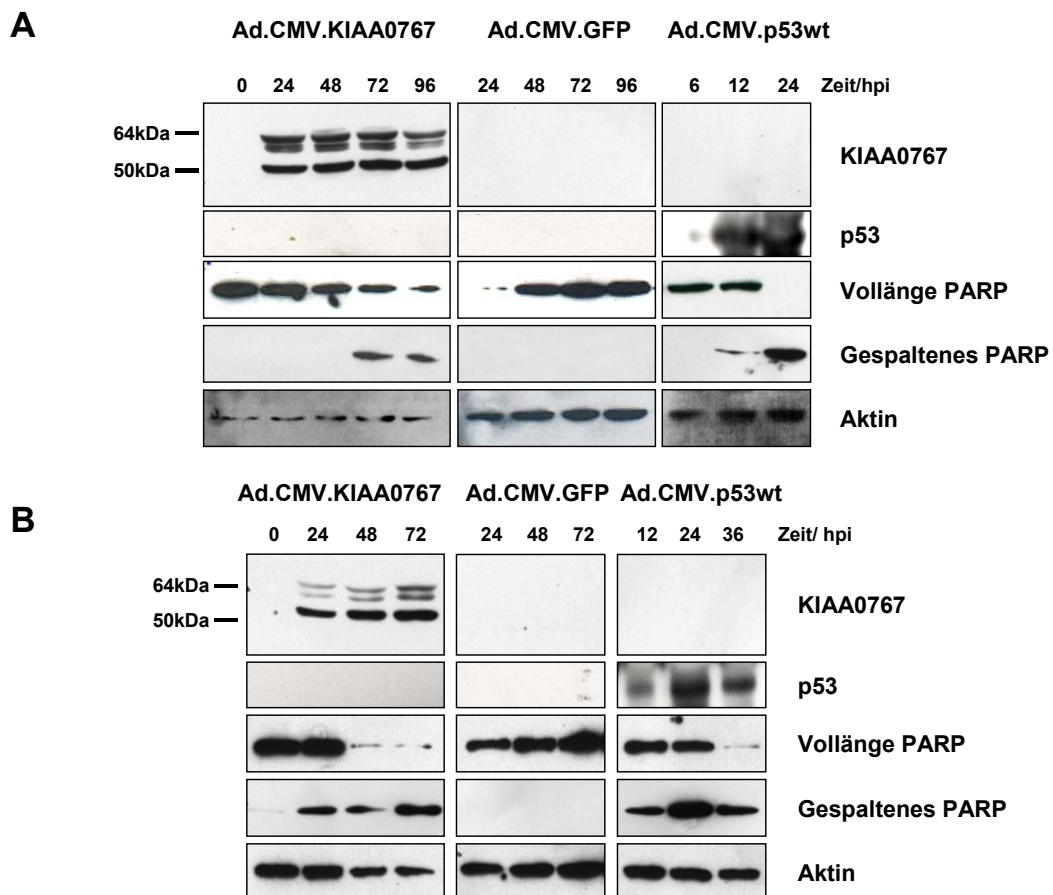 A
Ad.CMV.KIAA0767 Ad.CMV.GFP Ad.CMV.p53wt
0 24 48 72 96 24 48 72 96 6 12 24 Zeit/hpi
64kDa
50kDa
KIAA0767
p53
Vollänge PARP
Gespaltenes PARP
Aktin
B
Ad.CMV.KIAA0767 Ad.CMV.GFP Ad.CMV.p53wt
0 24 48 72 24 48 72 12 24 36 Zeit/ hpi
64kDa
50kDa
KIAA0767
p53
Vollänge PARP
Gespaltenes PARP
Aktin